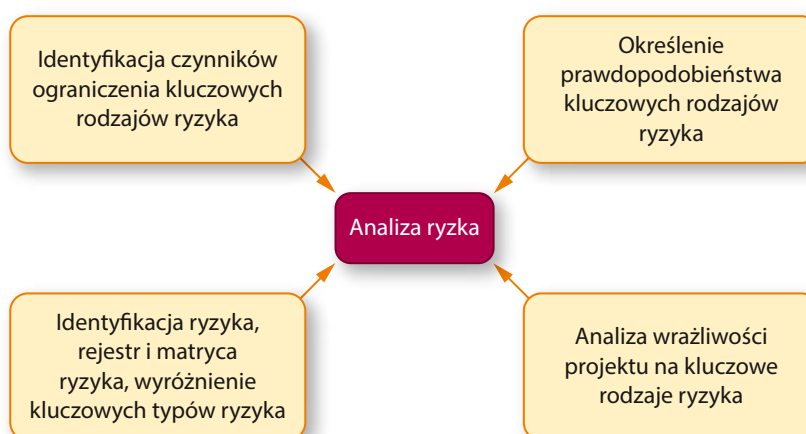 Identyfikacja czynników
ograniczenia kluczowych
rodzajów ryzyka
Określenie
prawdopodobieństwa
kluczowych rodzajów
ryzyka
Analiza ryzka
Identyfikacja ryzyka,
rejestr i matryca
ryzyka, wyróżnienie
kluczowych typów ryzyka
Analiza wrażliwości
projektu na kluczowe
rodzaje ryzyka